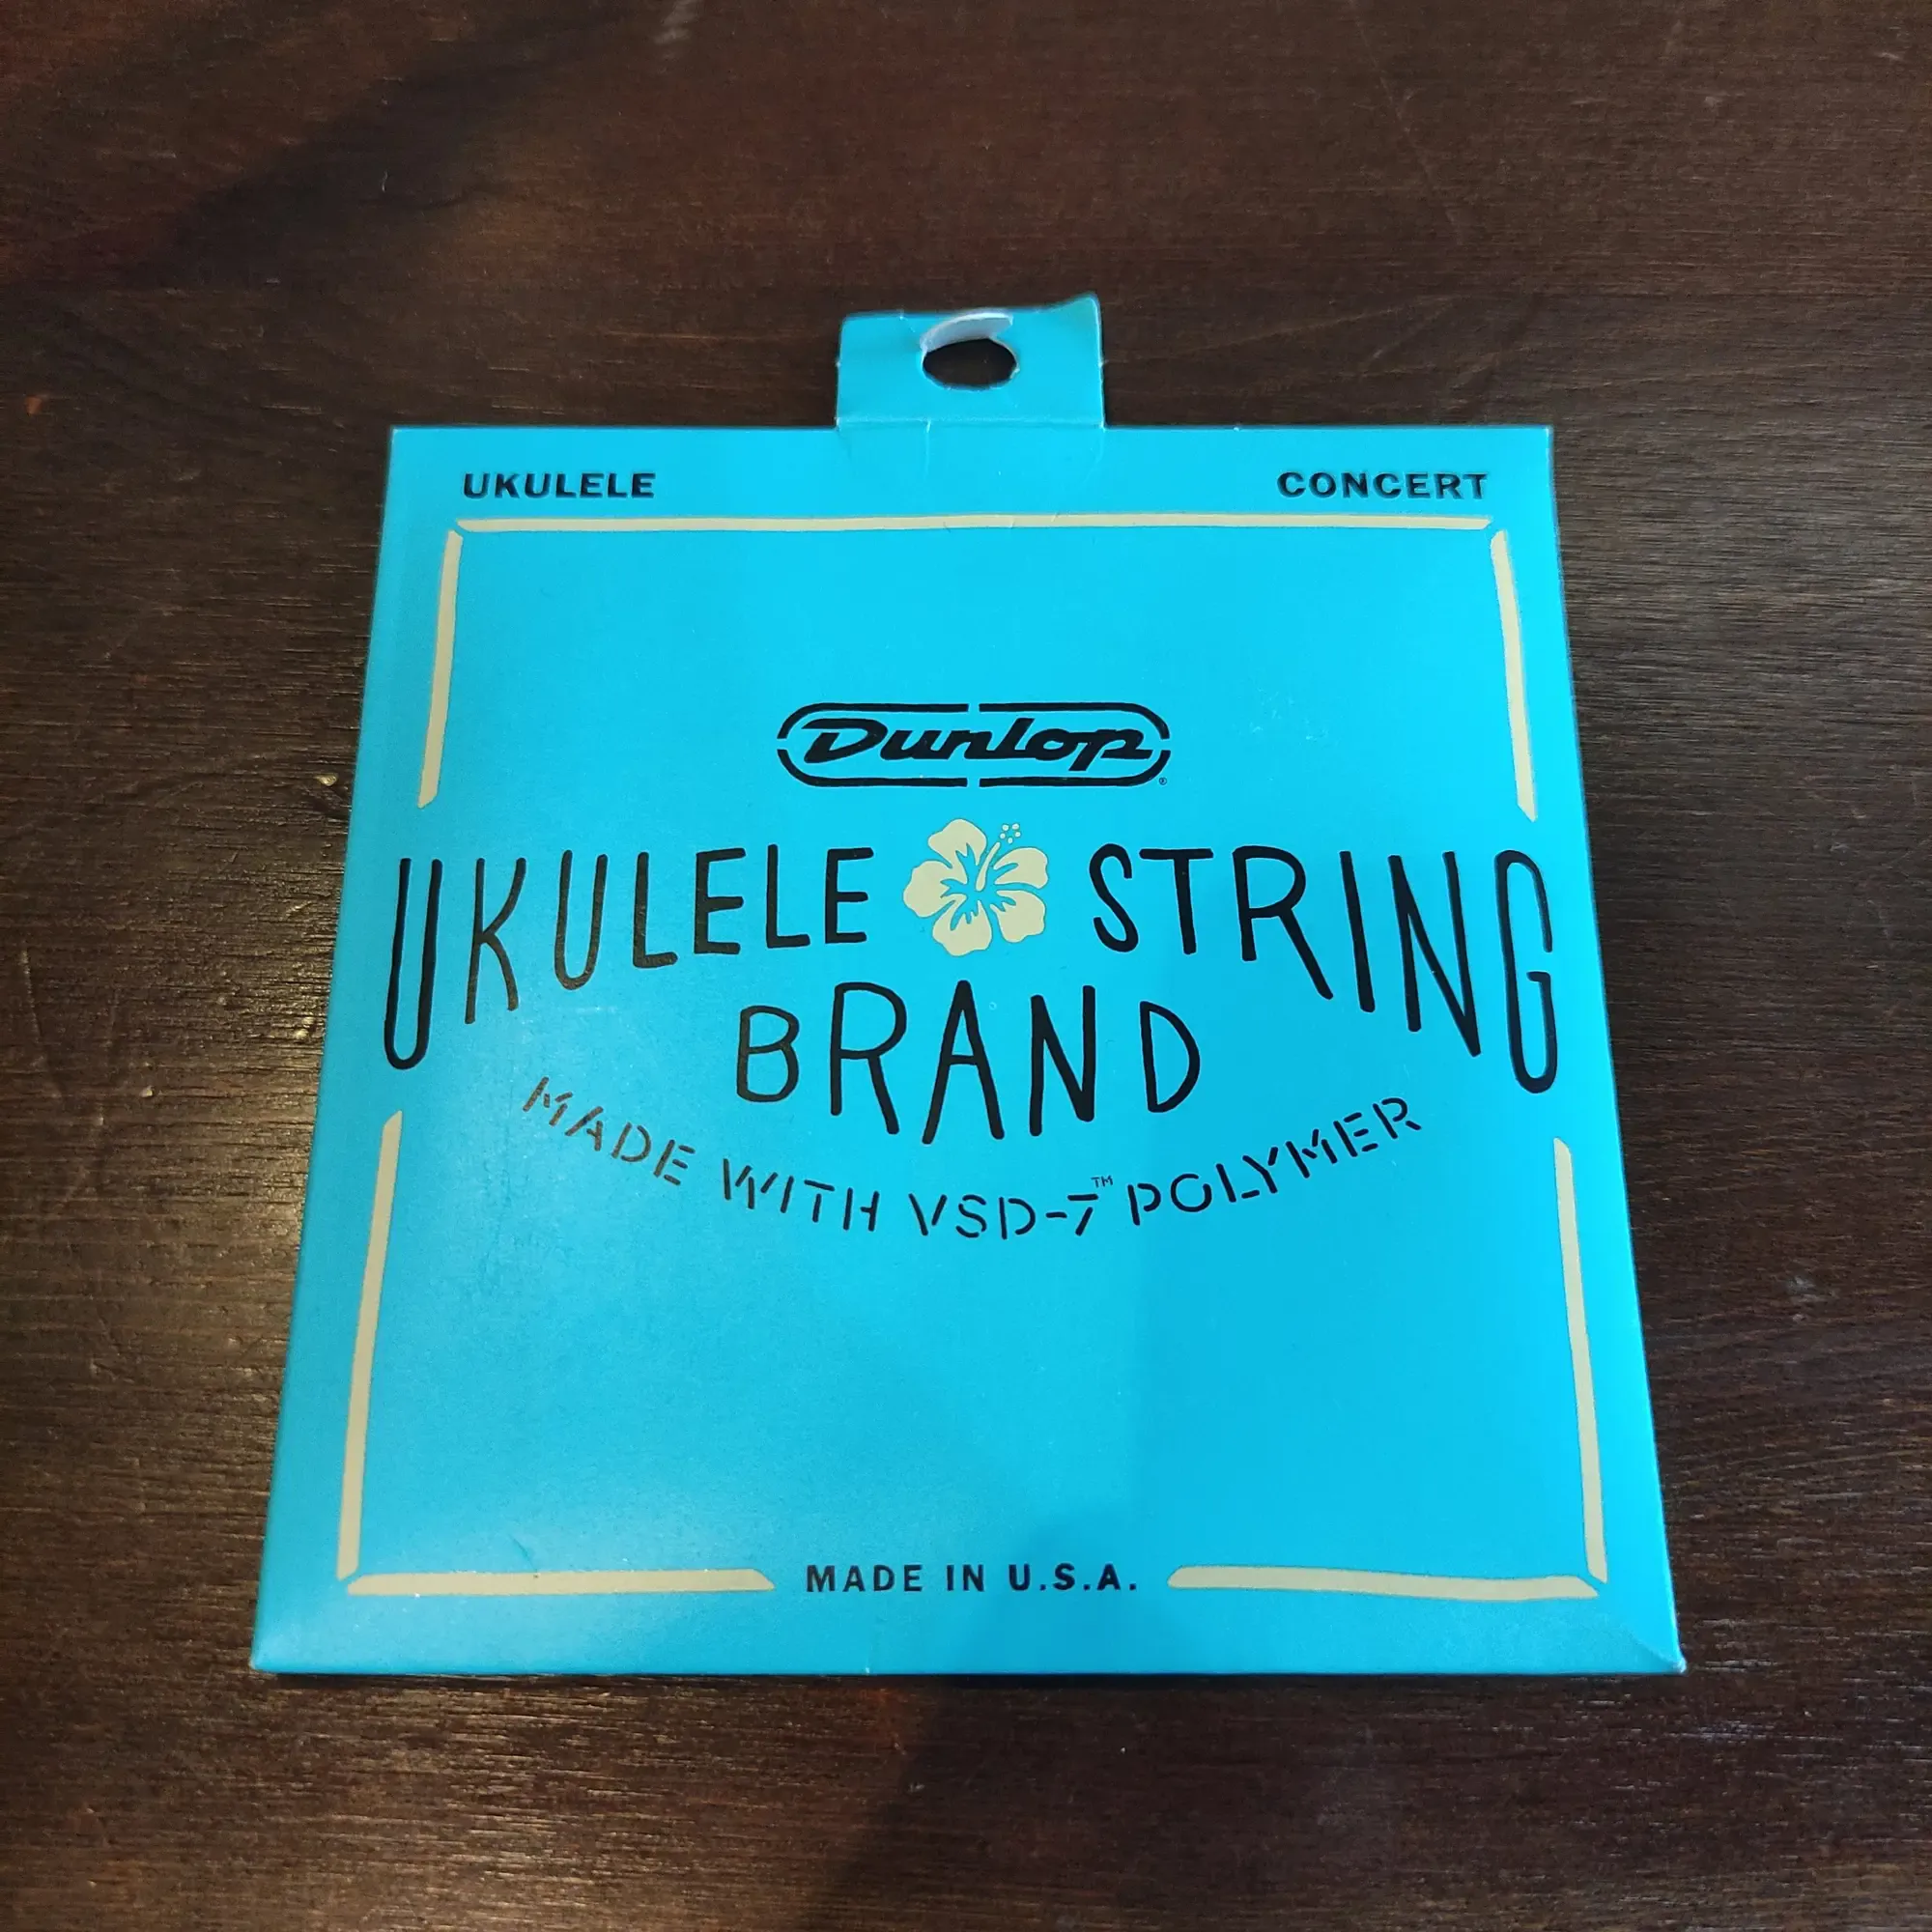 UKULELE CONCERT
Dunlop®
UKULELE STRING
BRAND
MADE WITH VSD-7™ POLYMER
MADE IN U.S.A.